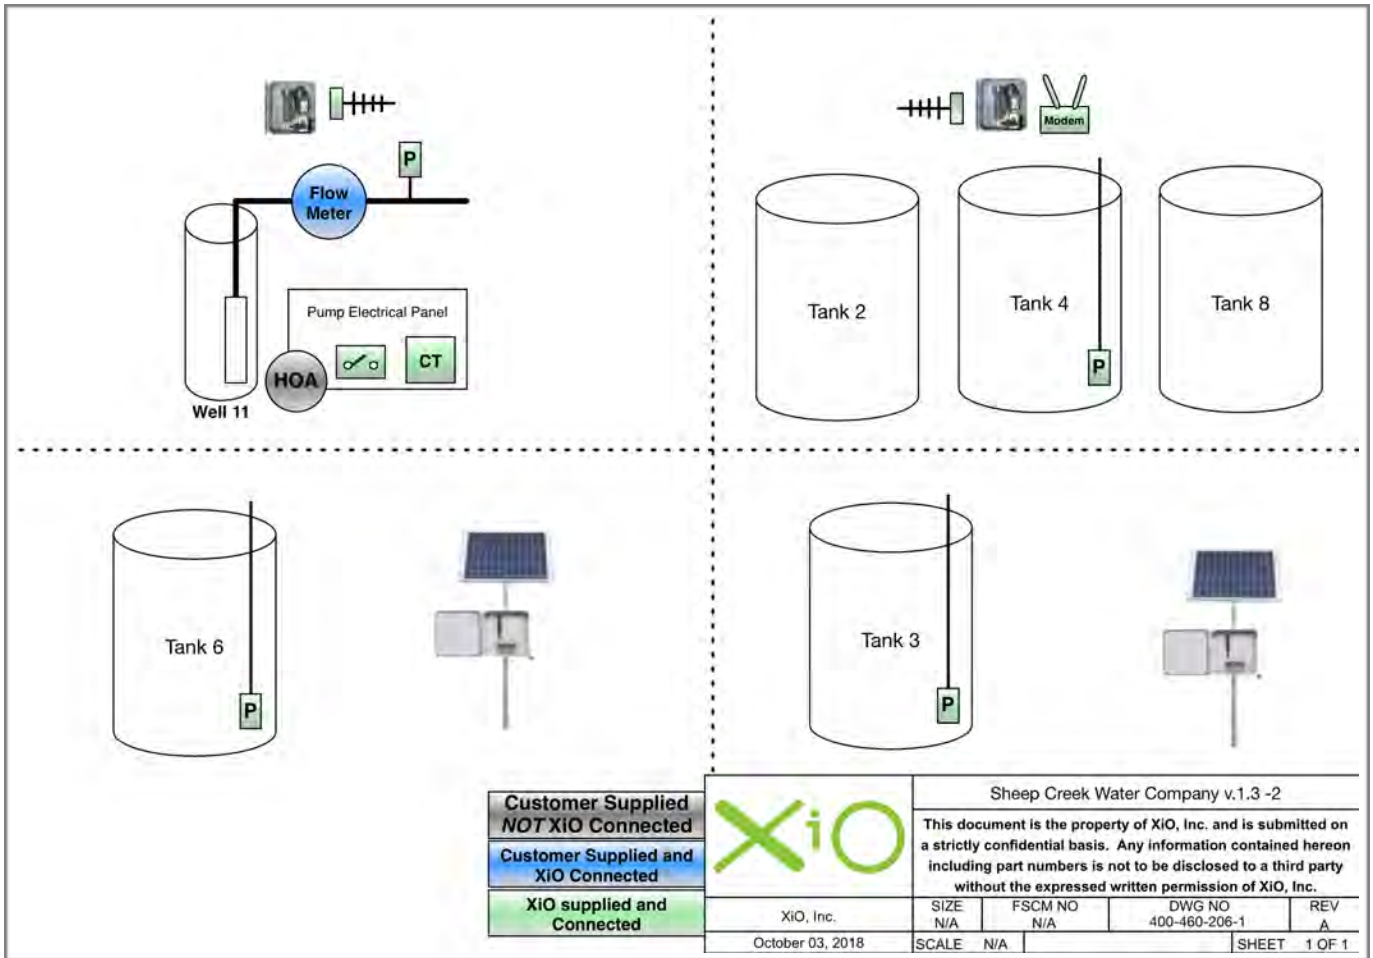 P
Flow
Meter
Pump Electrical Panel
CT
HOA
Well 11
Modem
Tank 2
Tank 4
P
Tank 8
Tank 6
P
Tank 3
P
Customer Supplied
NOT XiO Connected
Customer Supplied and
XiO Connected
XiO supplied and
Connected
XiO
XiO, Inc.
October 03, 2018
Sheep Creek Water Company v.1.3 -2
This document is the property of XiO, Inc. and is submitted on
a strictly confidential basis. Any information contained hereon
including part numbers is not to be disclosed to a third party
without the expressed written permission of XiO, Inc.
SIZE FSCM NO DWG NO REV
N/A N/A 400-460-206-1 A
SCALE N/A SHEET 1 OF 1